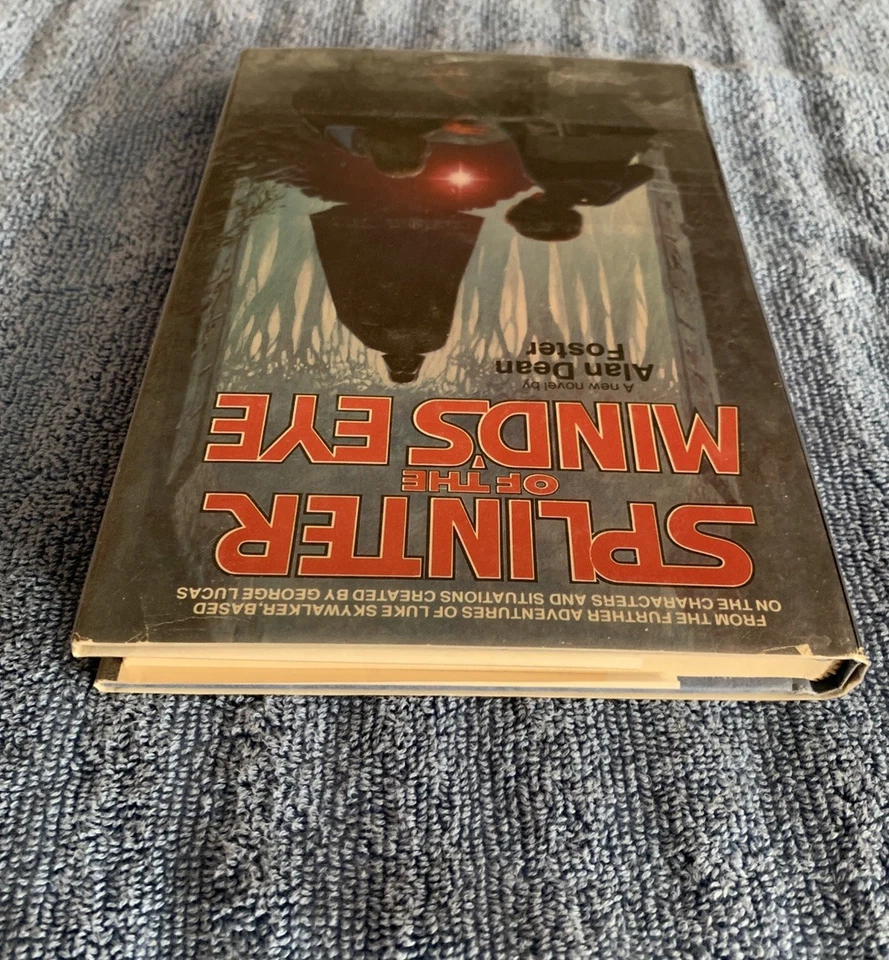 FROM THE FURTHER ADVENTURES OF LUKE SKYWALKER, BASED
ON THE CHARACTERS AND SITUATIONS CREATED BY GEORGE LUCAS
SPLINTER
OF THE
MIND'S EYE
A new novel by
Alan Dean
Foster